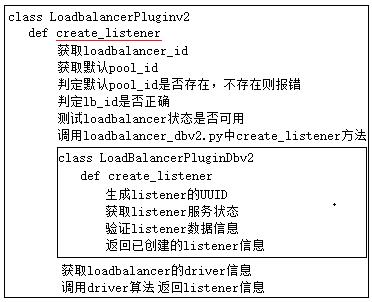 class LoadbalancerPluginv2
def create_listener
获取loadbalancer_id
获取默认pool_id
判定默认pool_id是否存在，不存在则报错
判定lb_id是否正确
测试loadbalancer状态是否可用
调用loadbalancer_dbv2.py中create_listener方法
class LoadBalancerPluginDbv2
def create_listener
生成listener的UUID
获取listener服务状态
验证listener数据信息
返回已创建的listener信息
获取loadbalancer的driver信息
调用driver算法返回listener信息